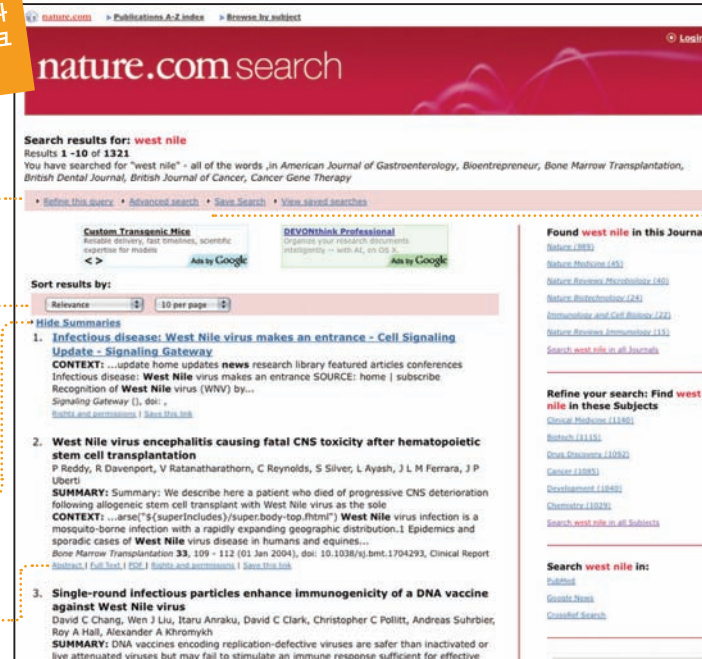 nature.com ▸ Publications A-Z index ▸ Browse by subject
Login
nature.com search
Search results for: west nile
Results 1 -10 of 1321
You have searched for "west nile" - all of the words ,in American Journal of Gastroenterology, Bioentrepreneur, Bone Marrow Transplantation,
British Dental Journal, British Journal of Cancer, Cancer Gene Therapy
• Refine this query • Advanced search • Save Search • View saved searches
Custom Transgenic Mice
Reliable delivery, fast timelines, scientific
expertise for models
< > Ads by Google
DEVONthink Professional
Organize your research documents
intelligently -- with AI, on OS X.
Ads by Google
Sort results by:
Relevance 10 per page
Hide Summaries
1. Infectious disease: West Nile virus makes an entrance - Cell Signaling
Update - Signaling Gateway
CONTEXT: ...update home updates news research library featured articles conferences
Infectious disease: West Nile virus makes an entrance SOURCE: home | subscribe
Recognition of West Nile virus (WNV) by...
Signaling Gateway (), doi: ,
Rights and permissions | Save this link
2. West Nile virus encephalitis causing fatal CNS toxicity after hematopoietic
stem cell transplantation
P Reddy, R Davenport, V Ratanatharathorn, C Reynolds, S Silver, L Ayash, J L M Ferrara, J P
Uberti
SUMMARY: Summary: We describe here a patient who died of progressive CNS deterioration
following allogeneic stem cell transplant with West Nile virus as the sole
CONTEXT: ...arse("${superIncludes}/super.body-top.fhtml") West Nile virus infection is a
mosquito-borne infection with a rapidly expanding geographic distribution.1 Epidemics and
sporadic cases of West Nile virus disease in humans and equines...
Bone Marrow Transplantation 33, 109 - 112 (01 Jan 2004), doi: 10.1038/sj.bmt.1704293, Clinical Report
Abstract | Full Text | PDF | Rights and permissions | Save this link
3. Single-round infectious particles enhance immunogenicity of a DNA vaccine
against West Nile virus
David C Chang, Wen J Liu, Itaru Anraku, David C Clark, Christopher C Pollitt, Andreas Suhrbier,
Roy A Hall, Alexander A Khromykh
SUMMARY: DNA vaccines encoding replication-defective viruses are safer than inactivated or
live attenuated viruses but may fail to stimulate an immune response sufficient for effective
Found west nile in this Journa
Nature (985)
Nature Medicine (45)
Nature Reviews Microbiology (40)
Nature Biotechnology (24)
Immunology and Cell Biology (22)
Nature Reviews Immunology (15)
Search west nile in all Journals
Refine your search: Find west
nile in these Subjects
Clinical Medicine (1140)
Biotech (1115)
Drug Discovery (1092)
Cancer (1085)
Development (1040)
Chemistry (1029)
Search west nile in all Subjects
Search west nile in:
PubMed
Google News
CrossRef Search